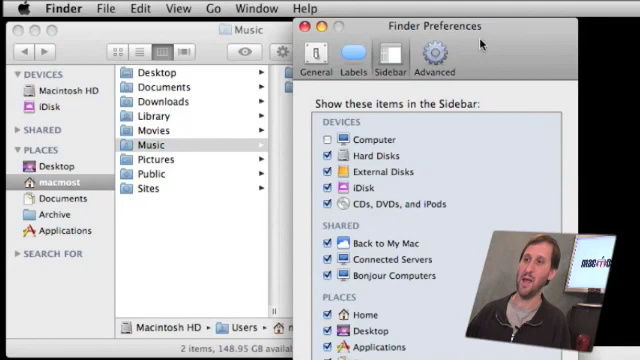 Finder File Edit View Go Window Help
Music
DEVICES
Macintosh HD
iDisk
SHARED
PLACES
Desktop
macmost
Documents
Archive
Applications
SEARCH FOR
Desktop
Documents
Downloads
Library
Movies
Music
Pictures
Public
Sites
Macintosh HD Users
2 items, 148.95 GB availa
Finder Preferences
General Labels Sidebar Advanced
Show these items in the Sidebar:
DEVICES
Computer
Hard Disks
External Disks
iDisk
CDs, DVDs, and iPods
SHARED
Back to My Mac
Connected Servers
Bonjour Computers
PLACES
Home
Desktop
Applications